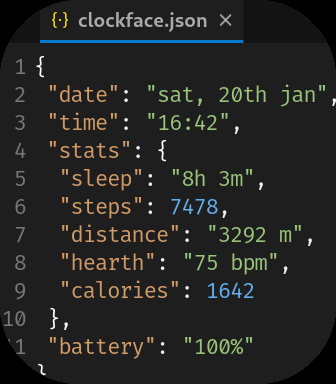 {} clockface.json ×
1 {
2 "date": "sat, 20th jan",
3 "time": "16:42",
4 "stats": {
5 "sleep": "8h 3m",
6 "steps": 7478,
7 "distance": "3292 m",
8 "hearth": "75 bpm",
9 "calories": 1642
10 },
11 "battery": "100%"
}